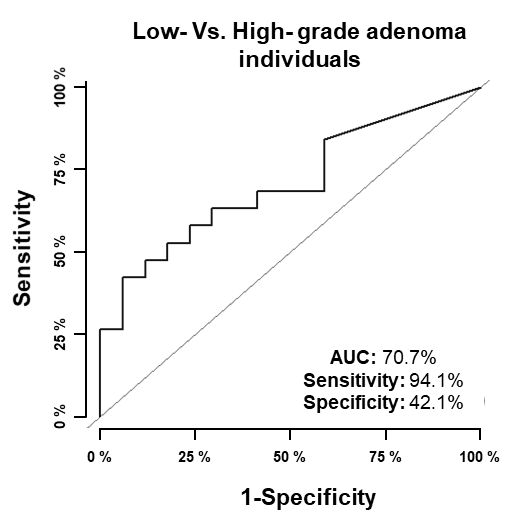 Low- Vs. High- grade adenoma
individuals
Sensitivity
100 %
75 %
50 %
25 %
0 %
AUC: 70.7%
Sensitivity: 94.1%
Specificity: 42.1%
0 %
25 %
50 %
75 %
100 %
1-Specificity